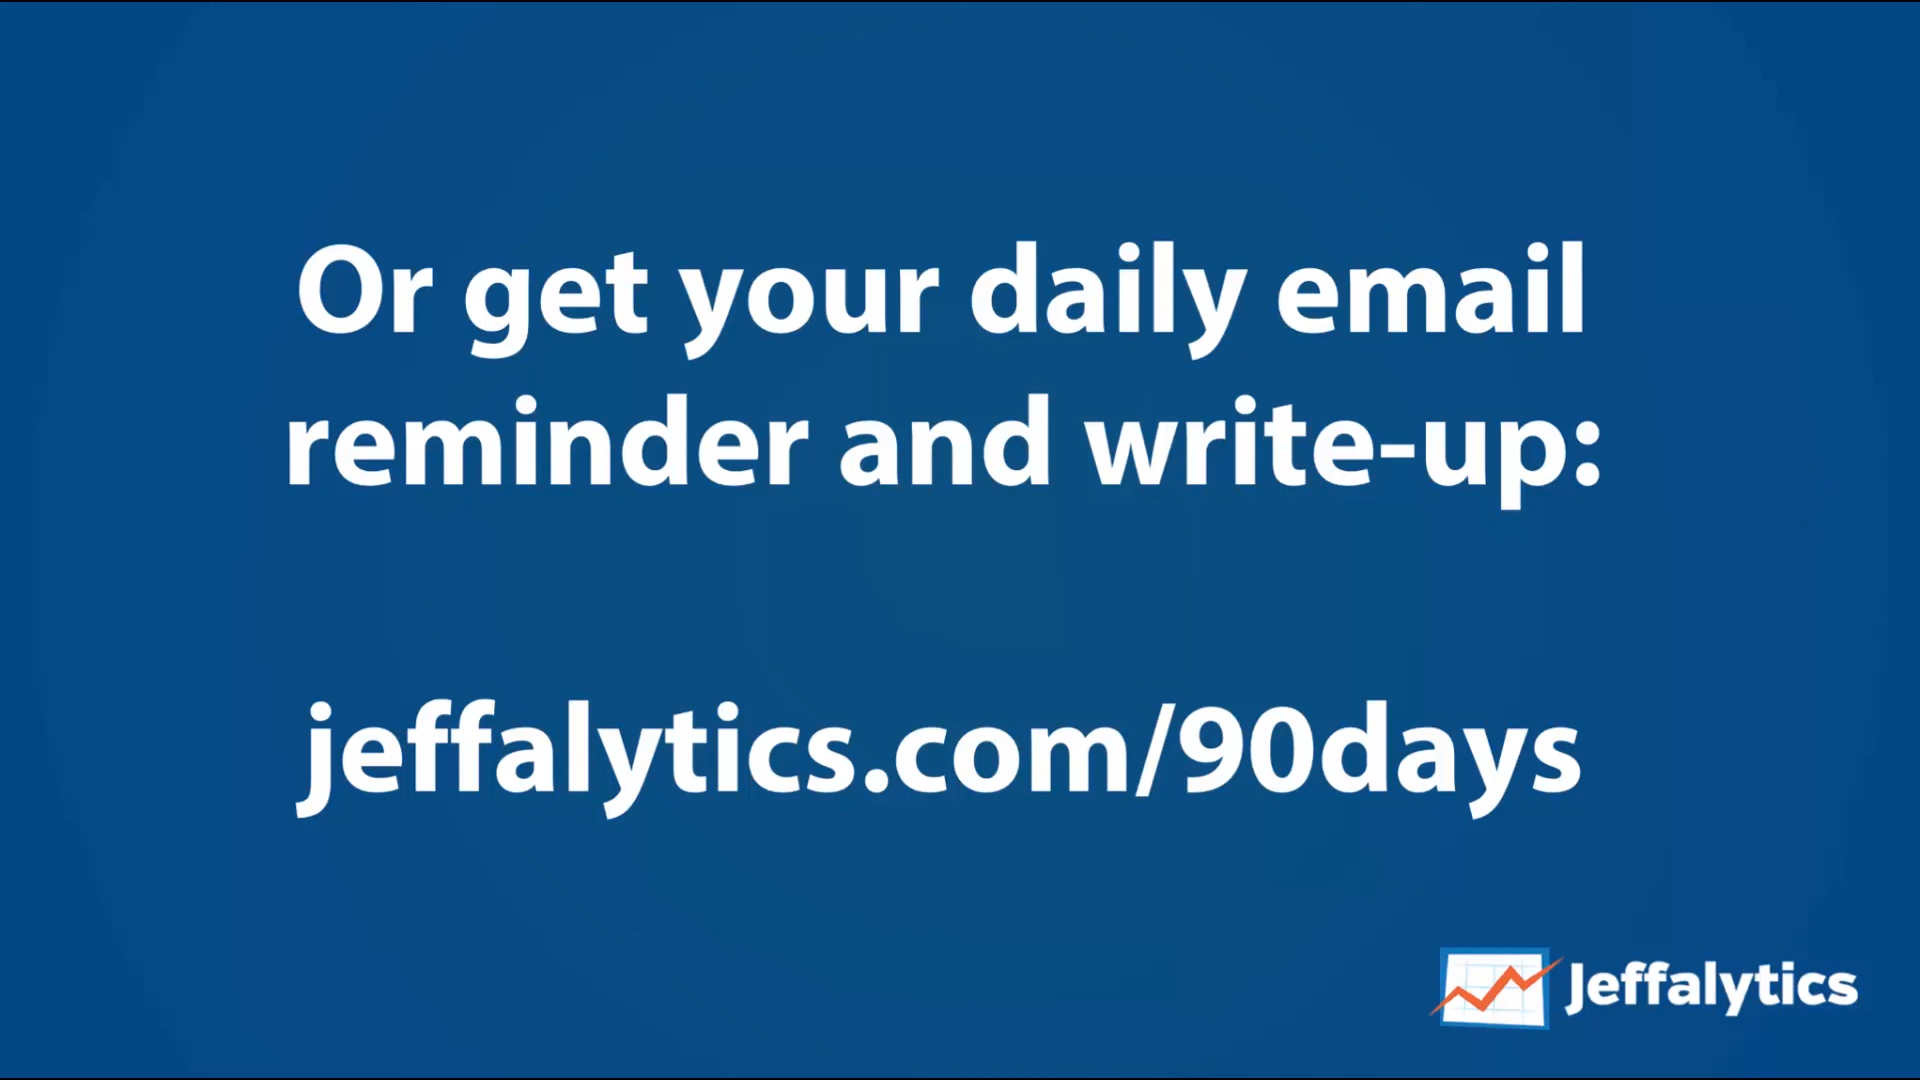 Or get your daily email
reminder and write-up:
jeffalytics.com/90days
Jeffalytics